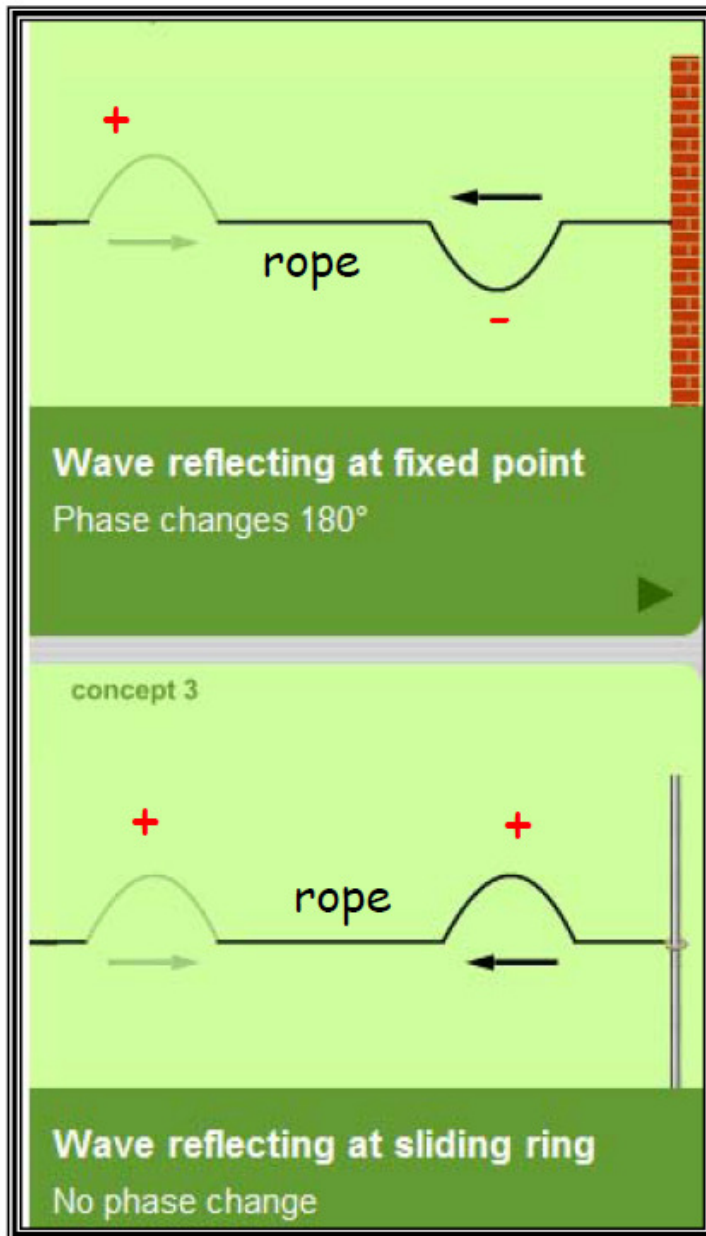 +
rope
-
Wave reflecting at fixed point
Phase changes 180°
concept 3
+
+
rope
Wave reflecting at sliding ring
No phase change